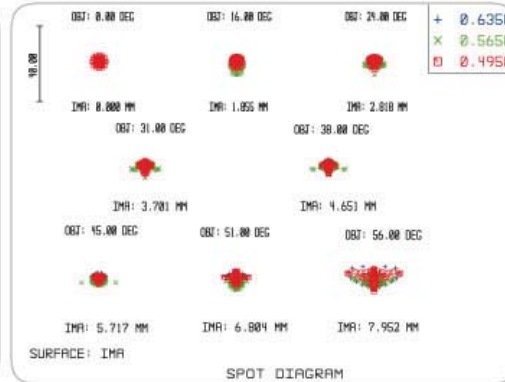 OBJ: 0.00 DEG
OBJ: 16.00 DEG
OBJ: 24.00 DEG
+ 0.635
× 0.565
0.495
40.00
IMA: 0.000 MM
IMA: 1.855 MM
IMA: 2.818 MM
OBJ: 31.00 DEG
OBJ: 38.00 DEG
IMA: 3.701 MM
IMA: 4.651 MM
OBJ: 45.00 DEG
OBJ: 51.00 DEG
OBJ: 56.00 DEG
IMA: 5.717 MM
IMA: 6.804 MM
IMA: 7.952 MM
SURFACE: IMA
SPOT DIAGRAM